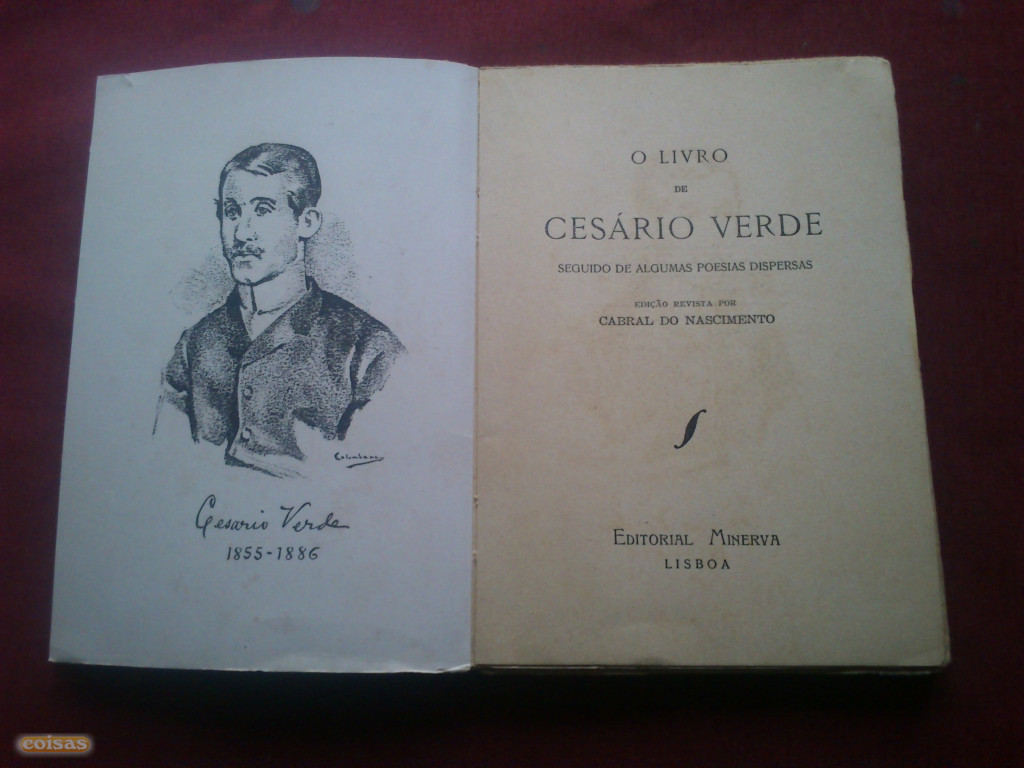 Columbano
Cesario Verde
1855-1886
O LIVRO
DE
CESÁRIO VERDE
SEGUIDO DE ALGUMAS POESIAS DISPERSAS
EDIÇÃO REVISTA POR
CABRAL DO NASCIMENTO
EDITORIAL MINERVA
LISBOA
coisas